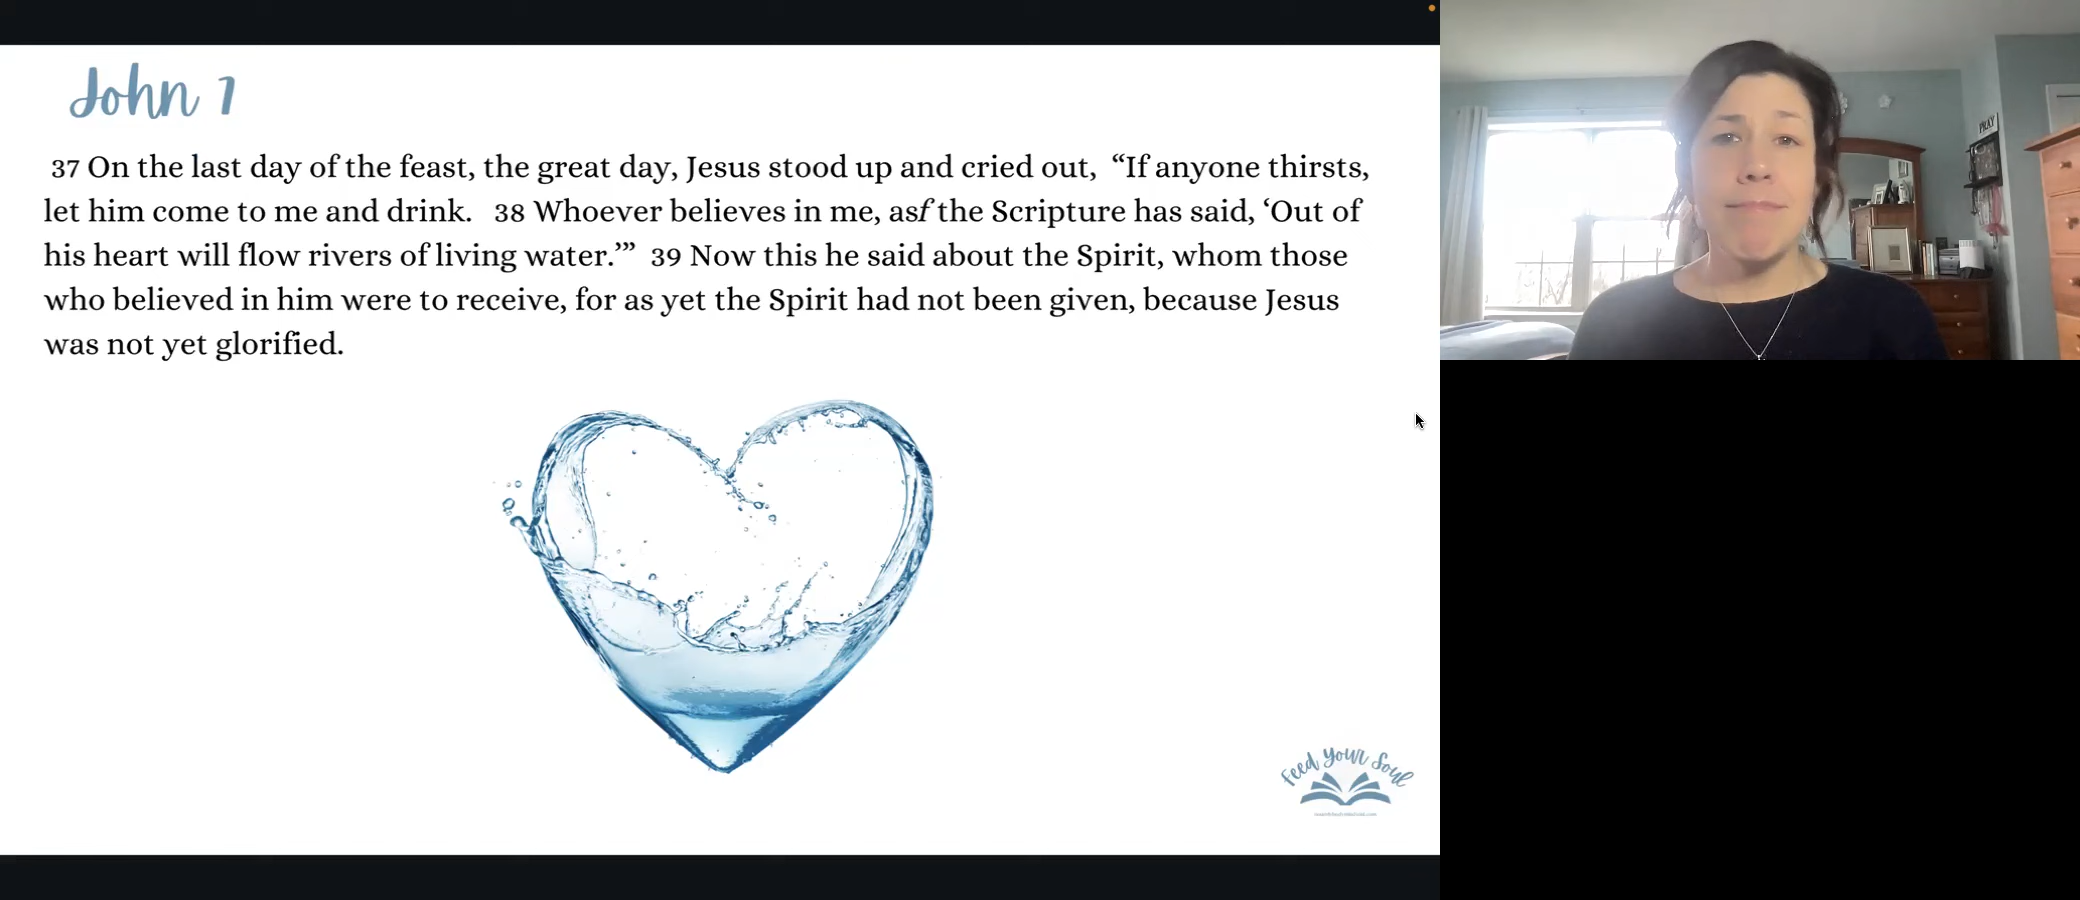 John 7
37 On the last day of the feast, the great day, Jesus stood up and cried out, “If anyone thirsts,
let him come to me and drink. 38 Whoever believes in me, asf the Scripture has said, ‘Out of
his heart will flow rivers of living water.’” 39 Now this he said about the Spirit, whom those
who believed in him were to receive, for as yet the Spirit had not been given, because Jesus
was not yet glorified.
PRAY
Feed Your Soul